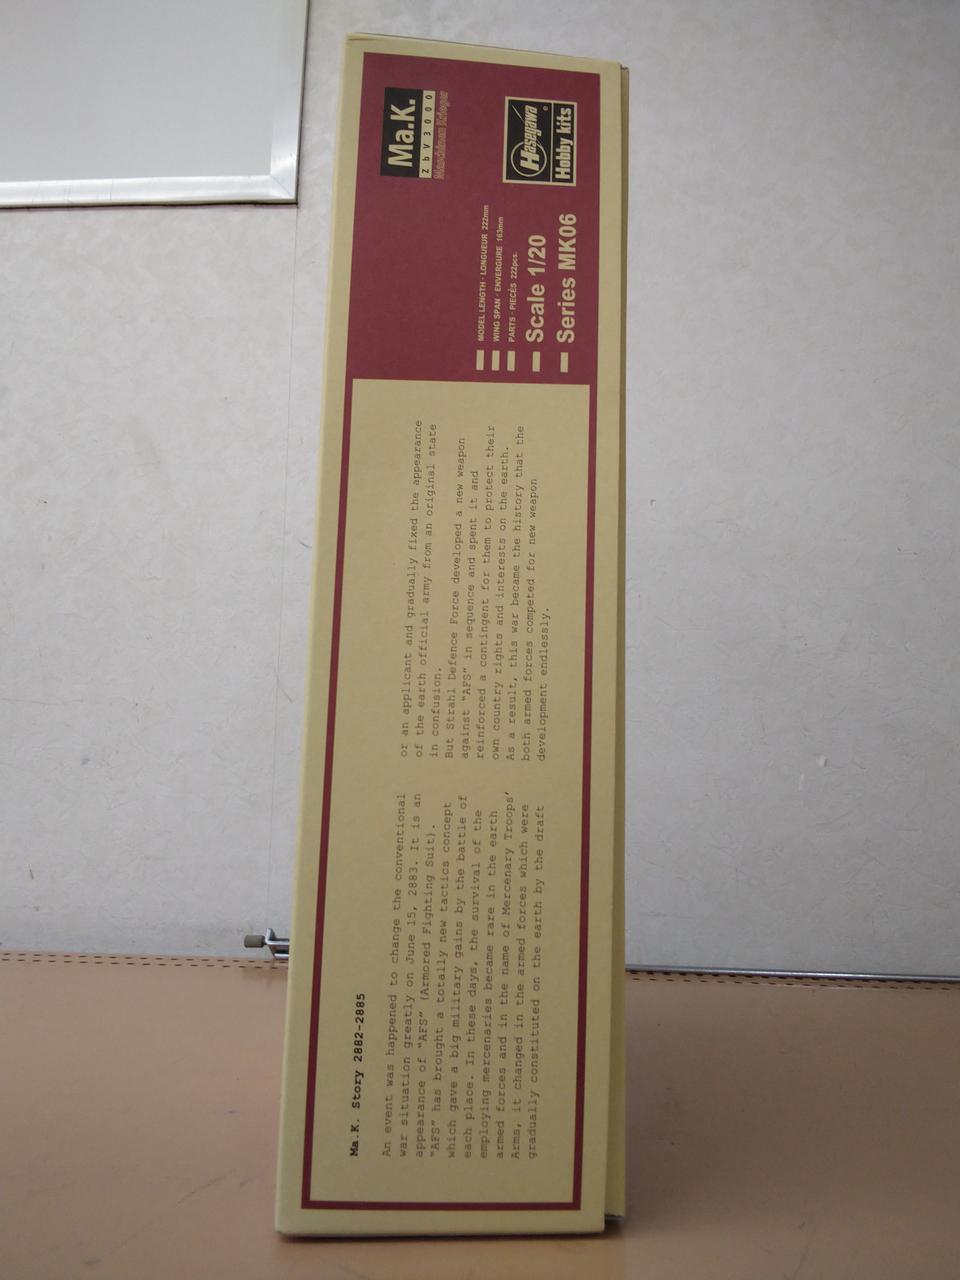 Ma.K. Story 2882-2885
An event was happened to change the conventional
war situation greatly on June 15, 2883. It is an
appearance of "AFS" (Armored Fighting Suit).
"AFS" has brought a totally new tactics concept
which gave a big military gains by the battle of
each place. In these days, the survival of the
employing mercenaries became rare in the earth
armed forces and in the name of Mercenary Troops'
Arms, it changed in the armed forces which were
gradually constituted on the earth by the draft
or an applicant and gradually fixed the appearance
of the earth official army from an original state
in confusion.
But Strahl Defence Force developed a new weapon
against "AFS" in sequence and spent it and
reinforced a contingent for them to protect their
own country rights and interests on the earth.
As a result, this war became the history that the
both armed forces competed for new weapon
development endlessly.
MODEL LENGTH · LONGUEUR 222mm
WING SPAN · ENVERGURE 163mm
PARTS · PIECÈS 222pcs.
Scale 1/20
Series MK06
Ma.K.
ZbV3000
Maschinen Krieger
Hasegawa
Hobby kits